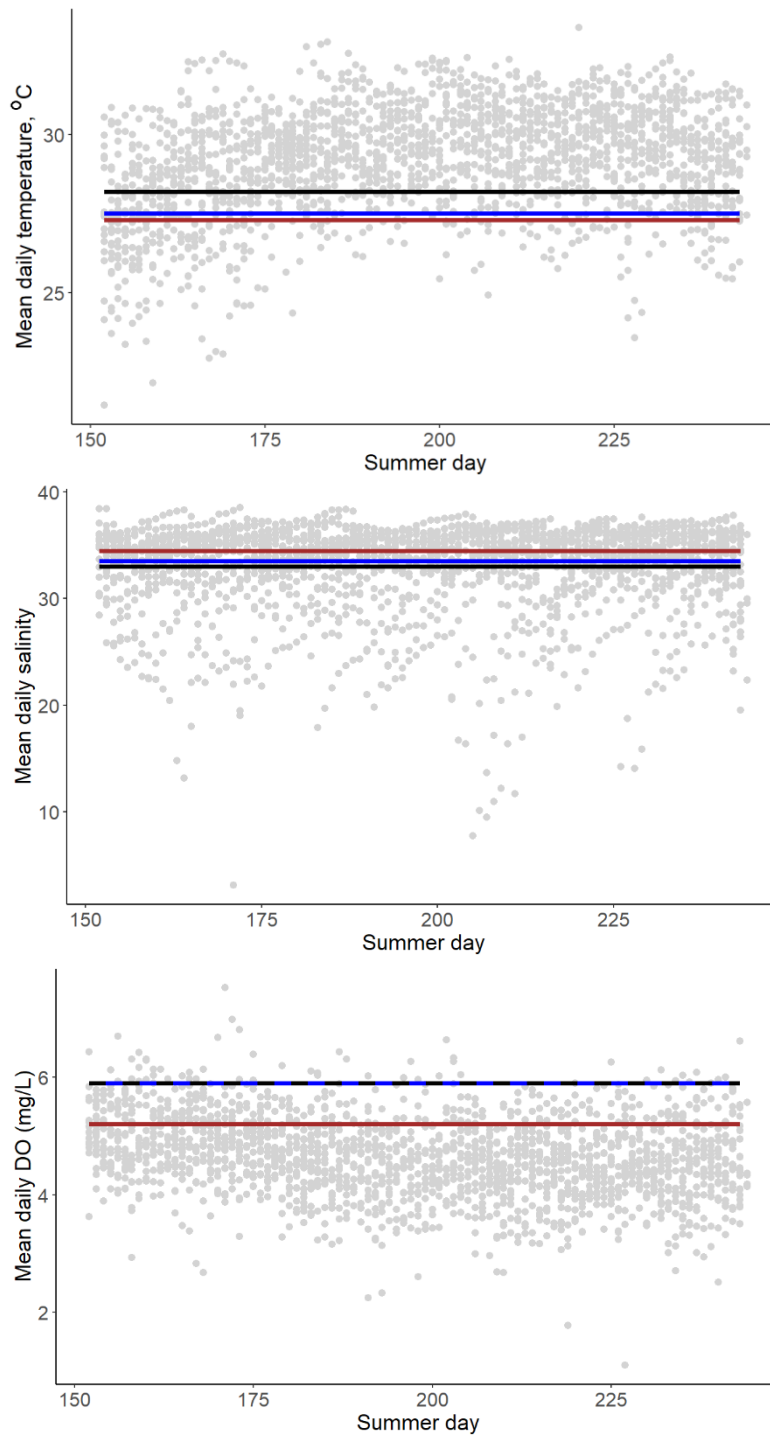 Mean daily temperature, °C
30
25
150 175 200 225
Summer day
Mean daily salinity
40
30
20
10
150 175 200 225
Summer day
Mean daily DO (mg/L)
6
4
2
150 175 200 225
Summer day